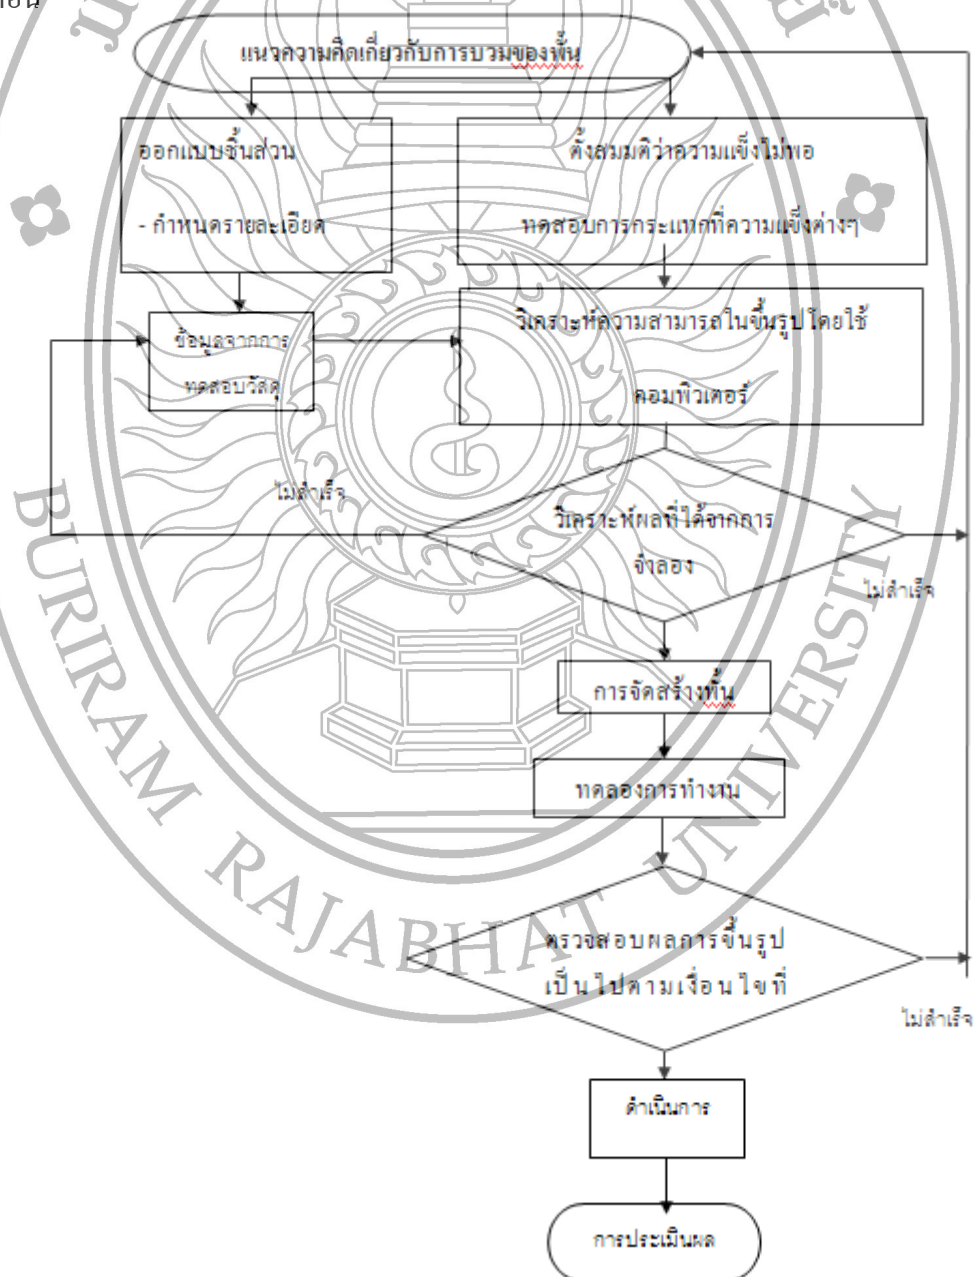 แนวความคิดเกี่ยวกับการบวมของพั้น
ออกแบบชิ้นส่วน
- กำหนดรายละเอียด
ตั้งสมมติว่าความแข็งไม่พอ
ทดสอบการกระแทกที่ความแข็งต่างๆ
ข้อมูลจากการ
ทดสอบวัสดุ
วิเคราะห์ความสามารถในขึ้นรูปโดยใช้
คอมพิวเตอร์
ไม่สำเร็จ
วิเคราะห์ผลที่ได้จากการ
จำลอง
ไม่สำเร็จ
การจัดสร้างพั้น
ทดลองการทำงาน
ตรวจสอบผลการขึ้นรูป
เป็นไปตามเงื่อนไขที่
ไม่สำเร็จ
ดำเนินการ
การประเมินผล
BURIRAM RAJABHAT UNIVERSITY